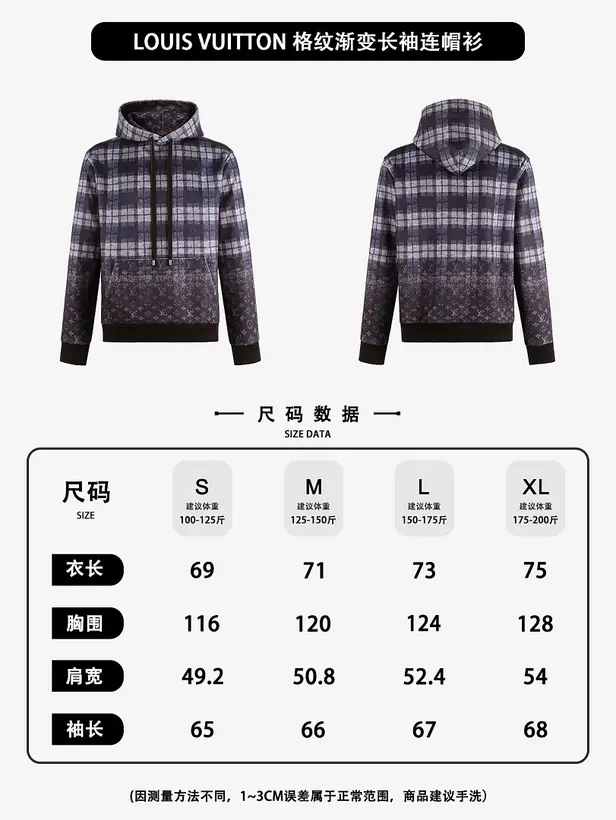 LOUIS VUITTON 格纹渐变长袖连帽衫
尺码数据
SIZE DATA
尺码
SIZE
S
建议体重
100-125斤
M
建议体重
125-150斤
L
建议体重
150-175斤
XL
建议体重
175-200斤
衣长 69 71 73 75
胸围 116 120 124 128
肩宽 49.2 50.8 52.4 54
袖长 65 66 67 68
(因测量方法不同，1~3CM误差属于正常范围，商品建议手洗)